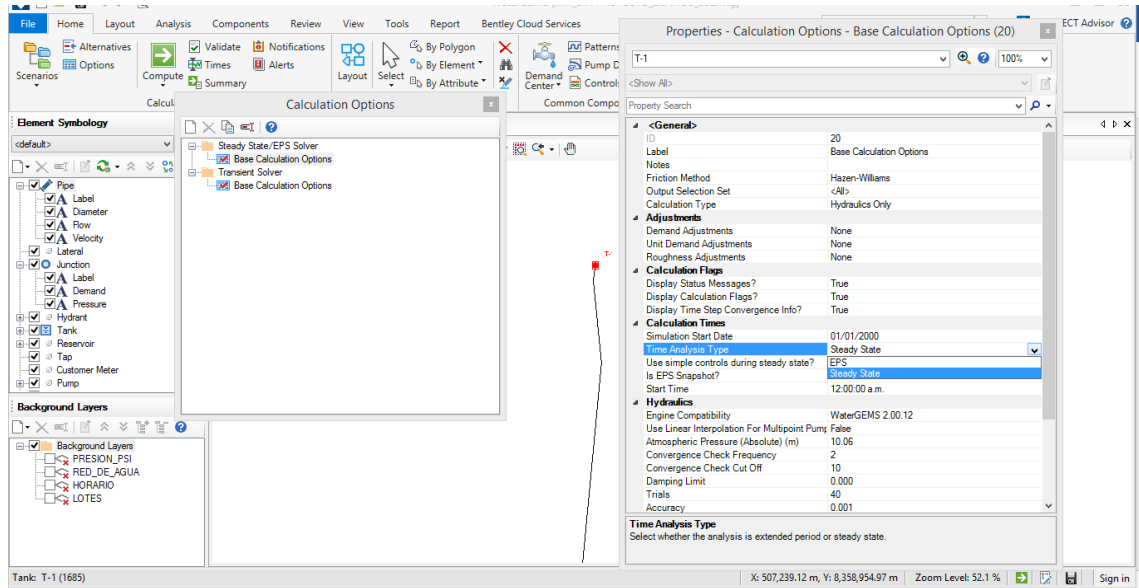 File Home Layout Analysis Components Review View Tools Report Bentley Cloud Services
ECT Advisor
Scenarios
Alternatives
Options
Compute
Validate
Times
Summary
Notifications
Alerts
Layout
Select
By Polygon
By Element
By Attribute
Demand Center
Patterns
Pump D
Control
Calcul
Common Compo
Element Symbology
<default>
Pipe
Label
Diameter
Flow
Velocity
Lateral
Junction
Label
Demand
Pressure
Hydrant
Tank
Reservoir
Tap
Customer Meter
Pump
Background Layers
Background Layers
PRESION_PSI
RED_DE_AGUA
HORARIO
LOTES
Calculation Options
Steady State/EPS Solver
Base Calculation Options
Transient Solver
Base Calculation Options
T-
Properties - Calculation Options - Base Calculation Options (20)
T-1
100%
<Show All>
Property Search
<General>
ID 20
Label Base Calculation Options
Notes
Friction Method Hazen-Williams
Output Selection Set <All>
Calculation Type Hydraulics Only
Adjustments
Demand Adjustments None
Unit Demand Adjustments None
Roughness Adjustments None
Calculation Flags
Display Status Messages? True
Display Calculation Flags? True
Display Time Step Convergence Info? True
Calculation Times
Simulation Start Date 01/01/2000
Time Analysis Type Steady State
Use simple controls during steady state? EPS
Is EPS Snapshot? Steady State
Start Time 12:00:00 a.m.
Hydraulics
Engine Compatibility WaterGEMS 2.00.12
Use Linear Interpolation For Multipoint Pump False
Atmospheric Pressure (Absolute) (m) 10.06
Convergence Check Frequency 2
Convergence Check Cut Off 10
Damping Limit 0.000
Trials 40
Accuracy 0.001
Time Analysis Type
Select whether the analysis is extended period or steady state.
Tank: T-1 (1685)
X: 507,239.12 m, Y: 8,358,954.97 m
Zoom Level: 52.1 %
Sign in